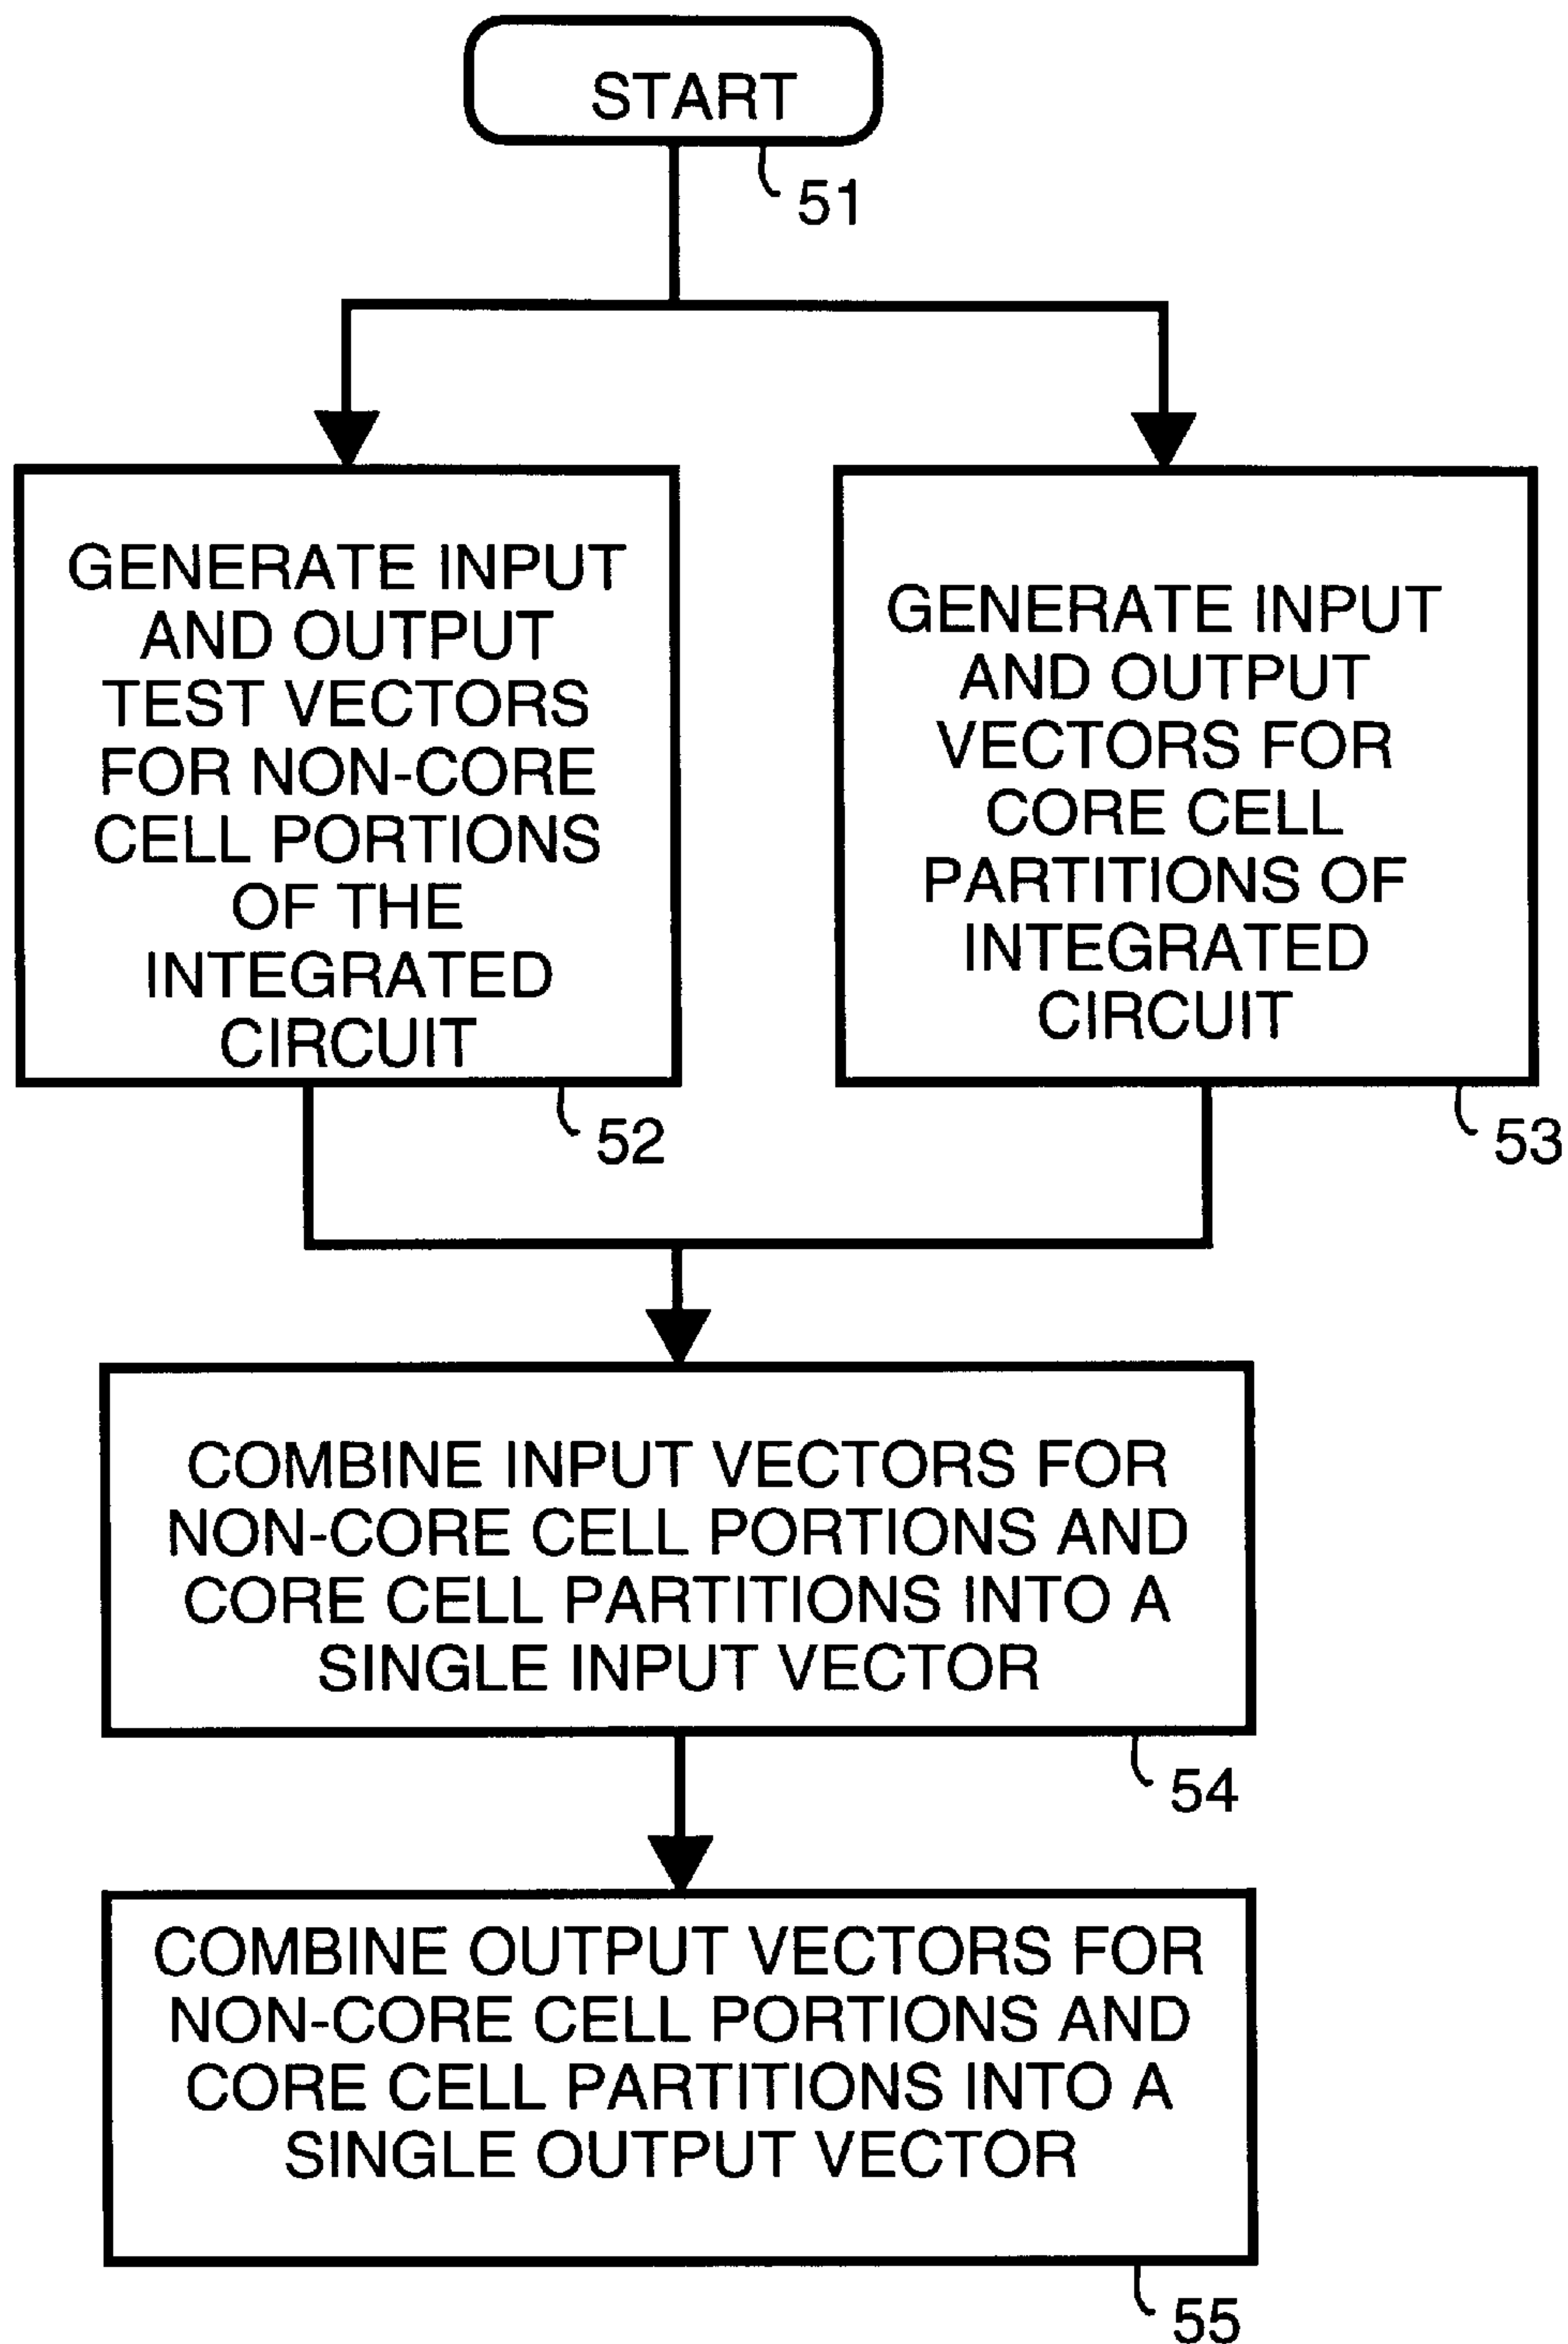 START
51
GENERATE INPUT
AND OUTPUT
TEST VECTORS
FOR NON-CORE
CELL PORTIONS
OF THE
INTEGRATED
CIRCUIT
52
GENERATE INPUT
AND OUTPUT
VECTORS FOR
CORE CELL
PARTITIONS OF
INTEGRATED
CIRCUIT
53
COMBINE INPUT VECTORS FOR
NON-CORE CELL PORTIONS AND
CORE CELL PARTITIONS INTO A
SINGLE INPUT VECTOR
54
COMBINE OUTPUT VECTORS FOR
NON-CORE CELL PORTIONS AND
CORE CELL PARTITIONS INTO A
SINGLE OUTPUT VECTOR
55